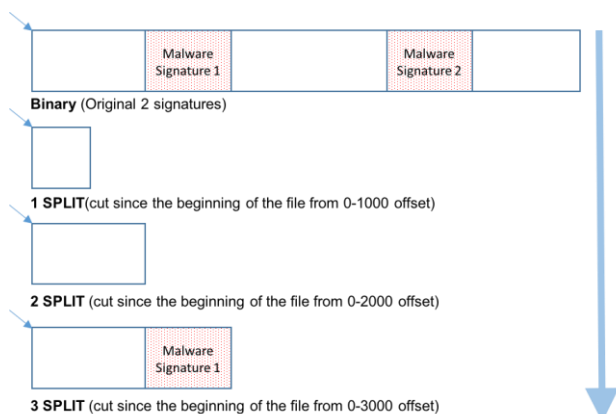 Malware
Signature 1
Malware
Signature 2
Binary (Original 2 signatures)
1 SPLIT(cut since the beginning of the file from 0-1000 offset)
2 SPLIT (cut since the beginning of the file from 0-2000 offset)
Malware
Signature 1
3 SPLIT (cut since the beginning of the file from 0-3000 offset)